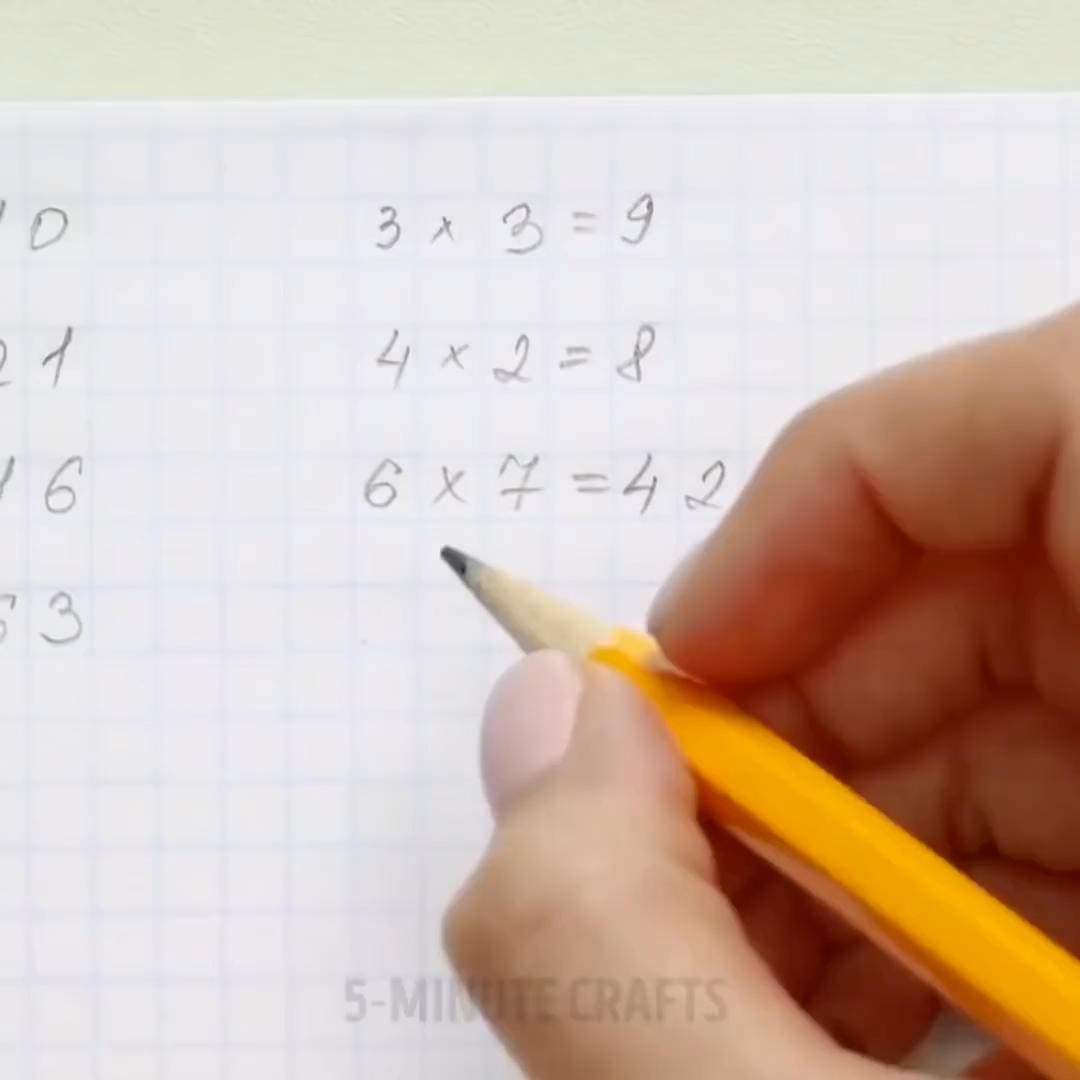 0 3 × 3 = 9
1 4 × 2 = 8
6 6 × 7 = 42
3
5-MINUTE CRAFTS